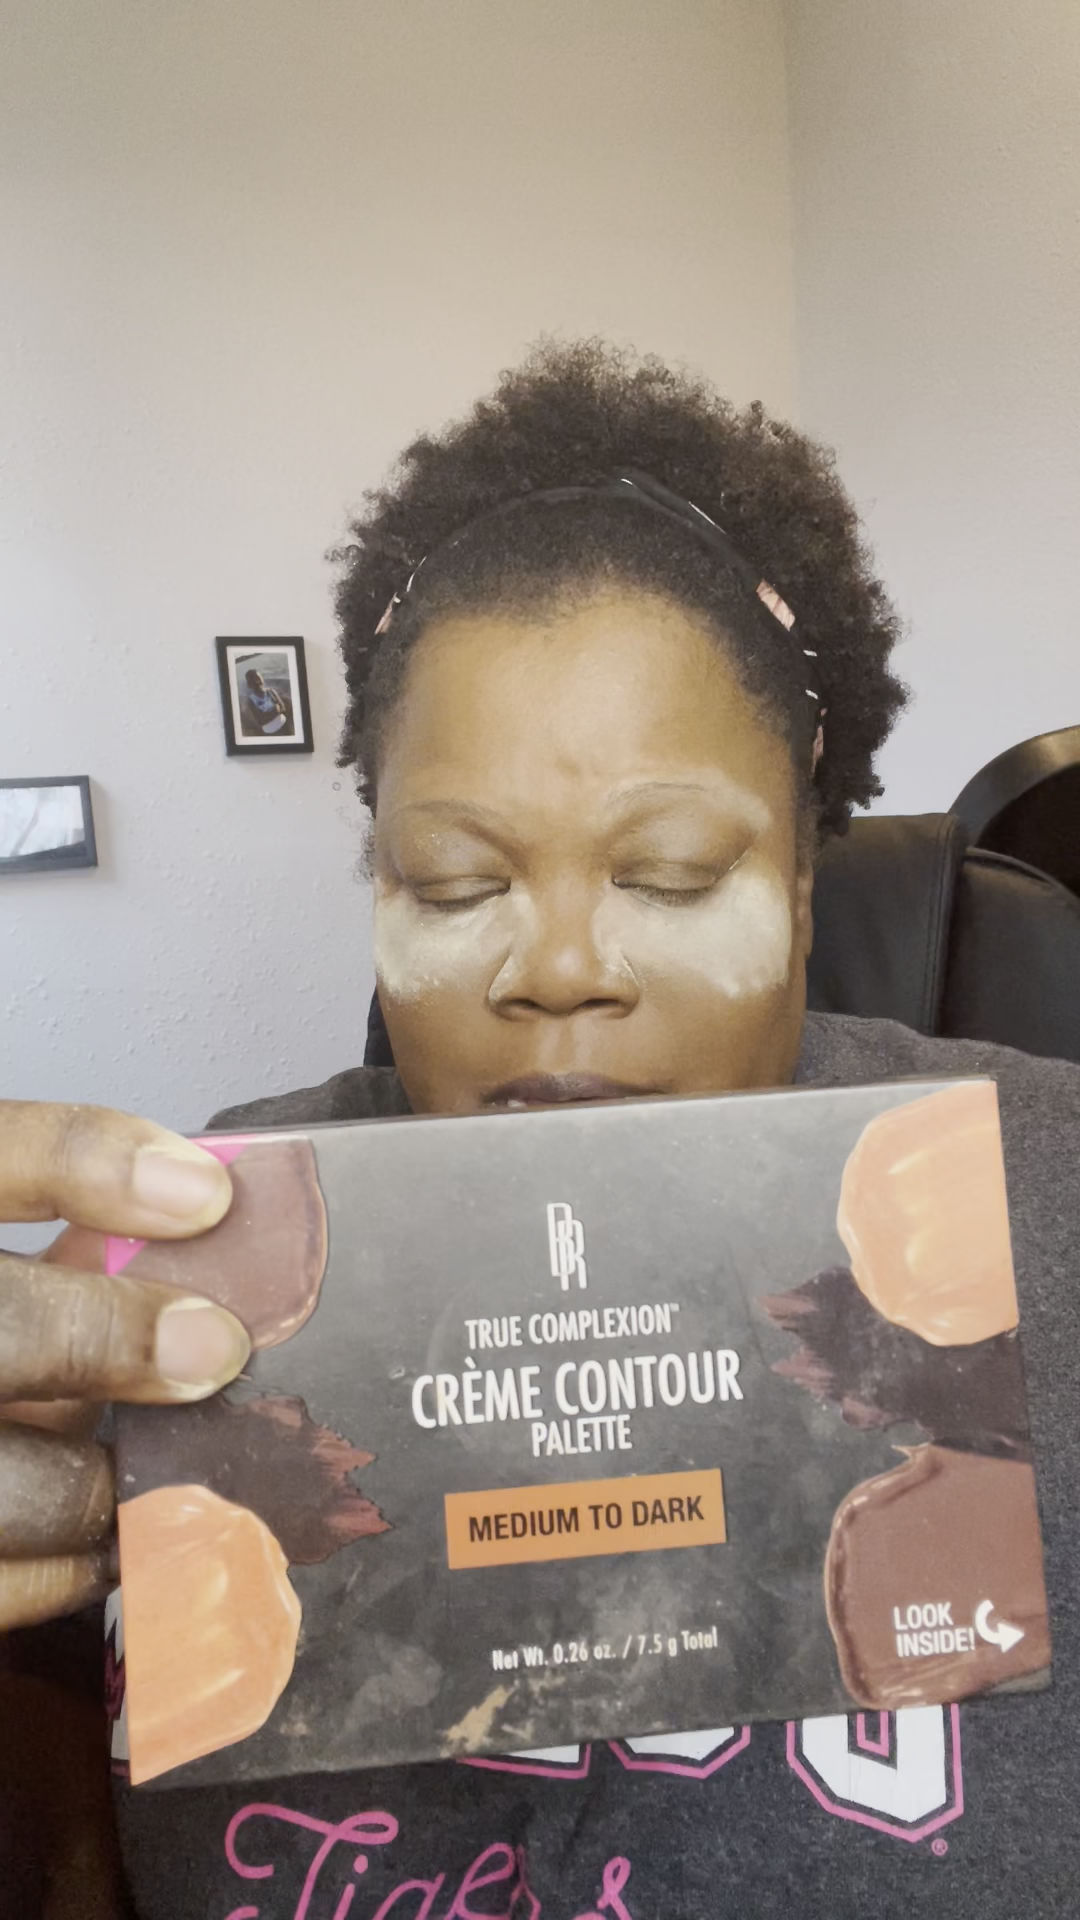 BR
TRUE COMPLEXION™
CRÈME CONTOUR
PALETTE
MEDIUM TO DARK
Net Wt. 0.26 oz. / 7.5 g Total
LOOK
INSIDE!
®
Tigers